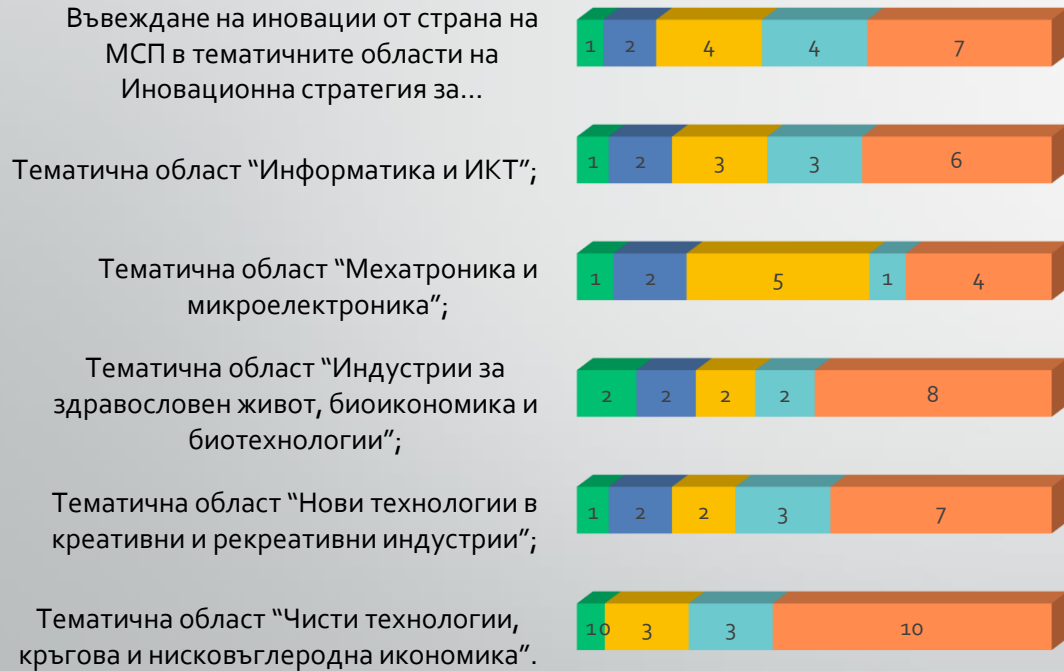 Въвеждане на иновации от страна на
МСП в тематичните области на
Иновационна стратегия за...
1 2 4 4 7
Тематична област “Информатика и ИКТ”;
1 2 3 3 6
Тематична област “Мехатроника и
микроелектроника”;
1 2 5 1 4
Тематична област “Индустрии за
здравословен живот, биоикономика и
биотехнологии”;
2 2 2 2 8
Тематична област “Нови технологии в
креативни и рекреативни индустрии”;
1 2 2 3 7
Тематична област “Чисти технологии,
кръгова и нисковъглеродна икономика”.
1 0 3 3 10